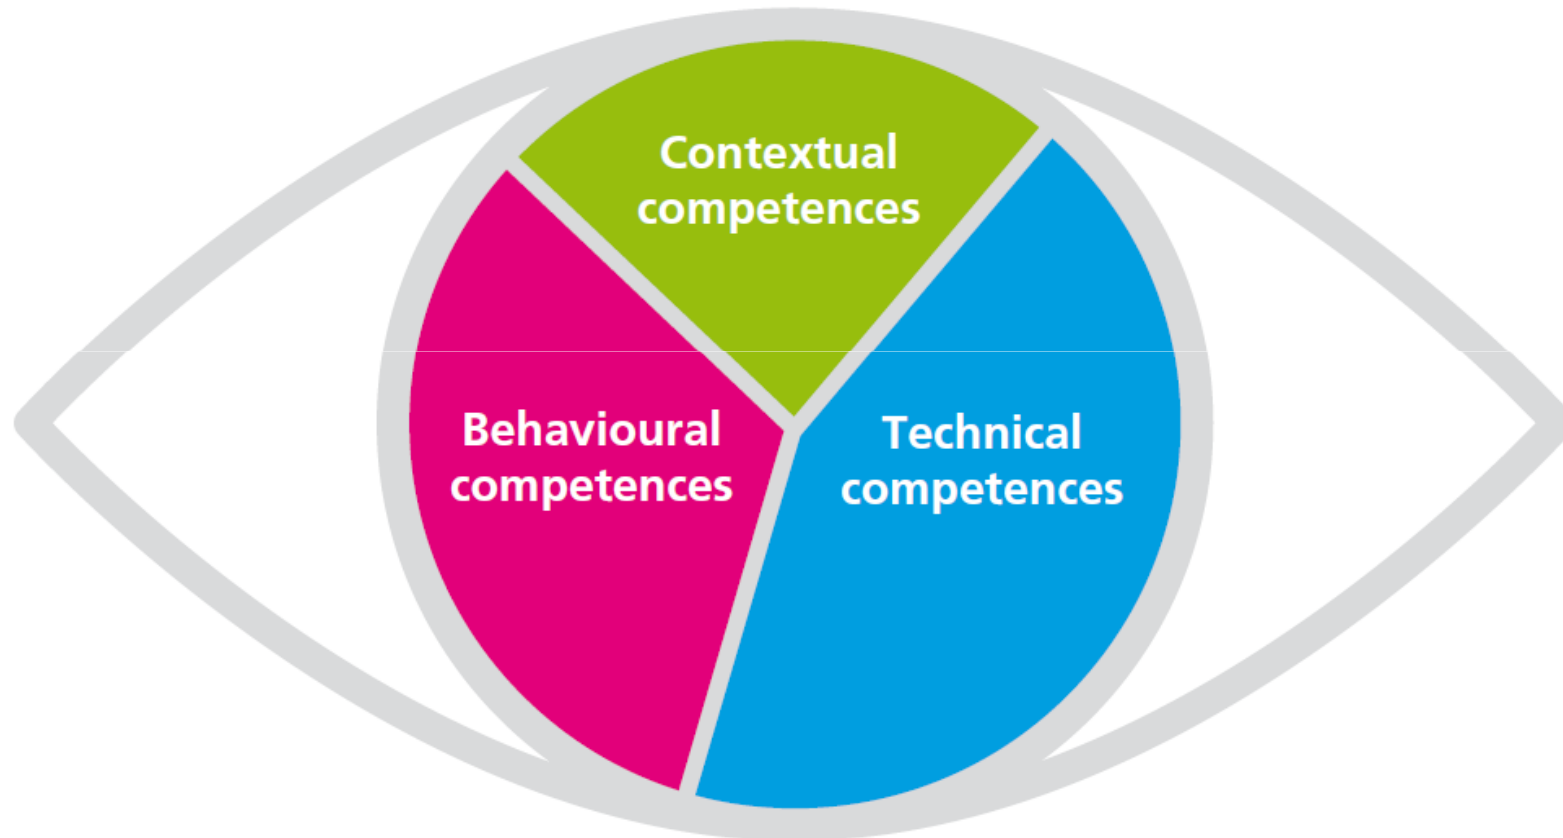 Contextual
competences
Behavioural
competences
Technical
competences